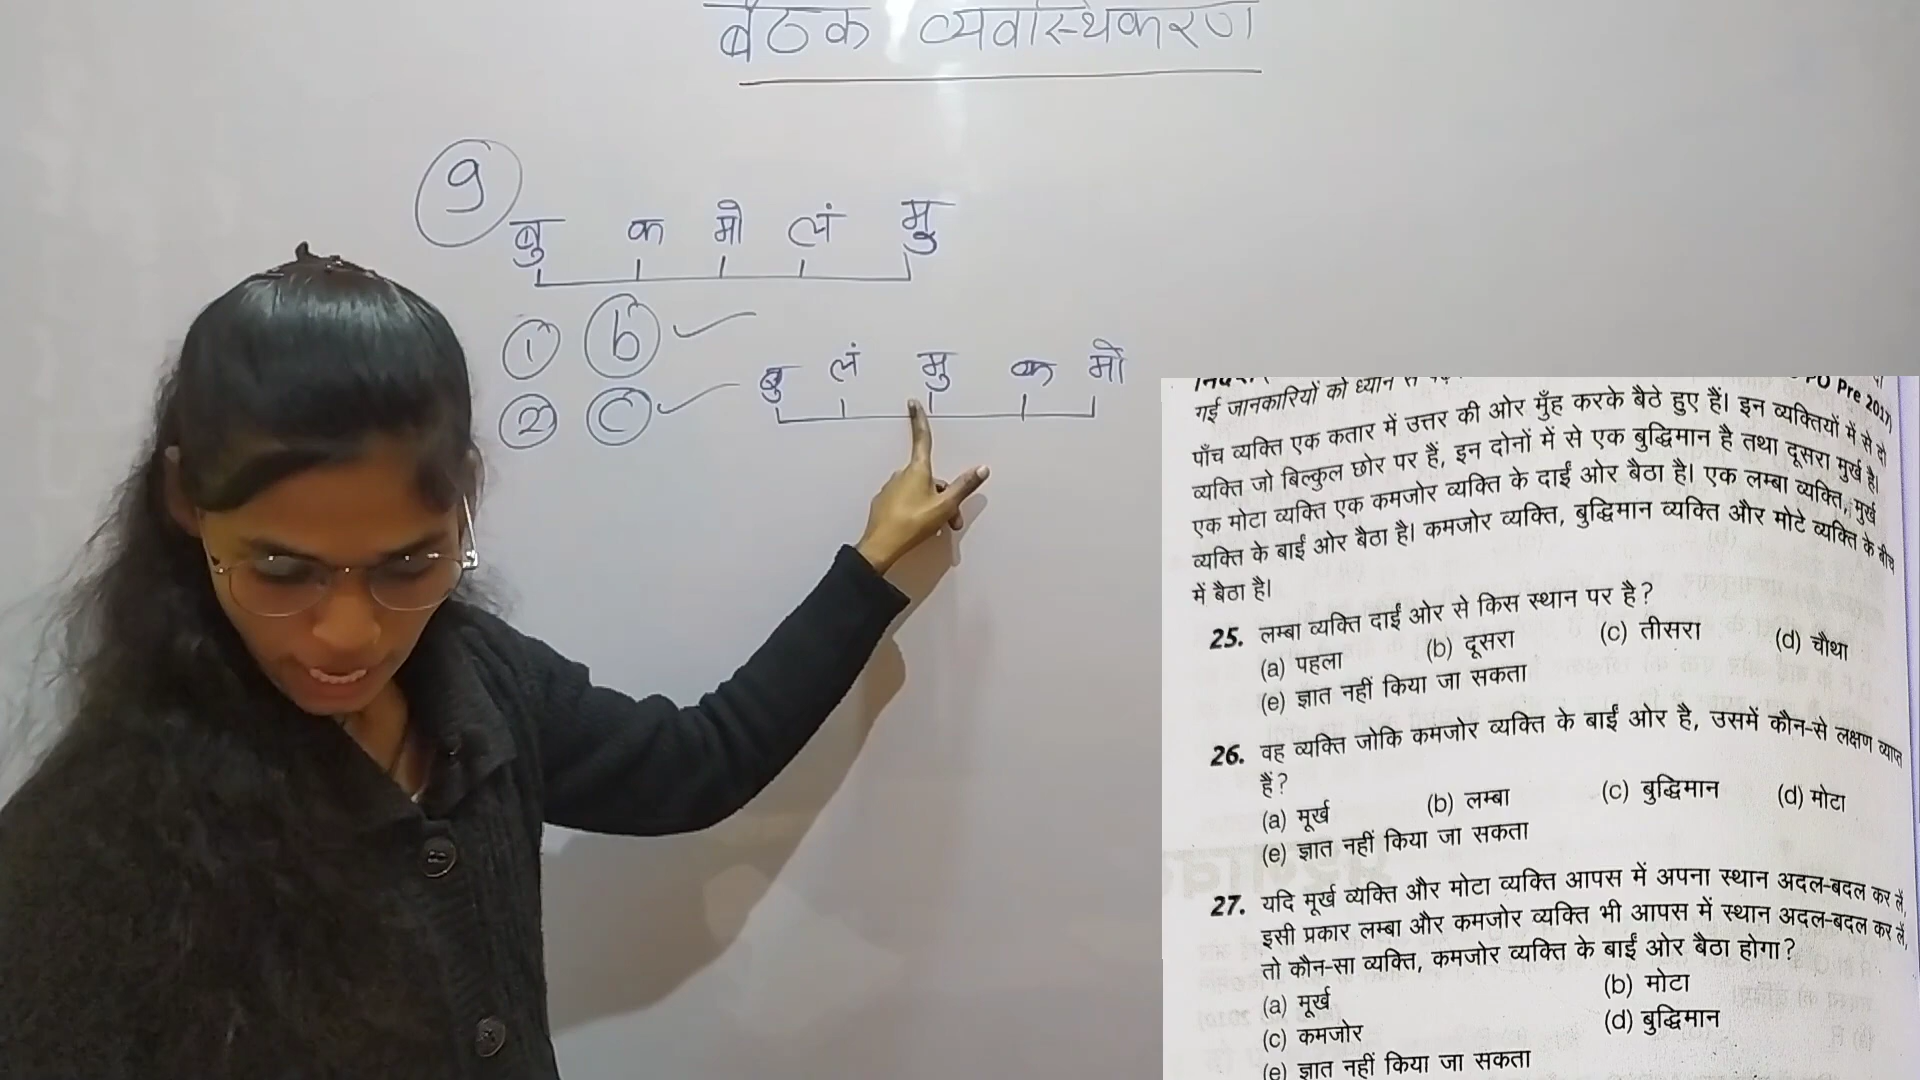 बैठक व्यवस्थिकरण
9
बु क मो लं मु
1 b
बु लं मु क मो
2 c
PO Pre 2017)
गई जानकारियों को ध्यान से
पाँच व्यक्ति एक कतार में उत्तर की ओर मुँह करके बैठे हुए हैं। इन व्यक्तियों में से दो
व्यक्ति जो बिल्कुल छोर पर हैं, इन दोनों में से एक बुद्धिमान है तथा दूसरा मुर्ख है।
एक मोटा व्यक्ति एक कमजोर व्यक्ति के दाईं ओर बैठा है। एक लम्बा व्यक्ति, मुर्ख
व्यक्ति के बाईं ओर बैठा है। कमजोर व्यक्ति, बुद्धिमान व्यक्ति और मोटे व्यक्ति के बीच
में बैठा है।
25. लम्बा व्यक्ति दाईं ओर से किस स्थान पर है?
(a) पहला (b) दूसरा (c) तीसरा (d) चौथा
(e) ज्ञात नहीं किया जा सकता
26. वह व्यक्ति जोकि कमजोर व्यक्ति के बाईं ओर है, उसमें कौन-से लक्षण व्याप्त
हैं?
(a) मूर्ख (b) लम्बा (c) बुद्धिमान (d) मोटा
(e) ज्ञात नहीं किया जा सकता
27. यदि मूर्ख व्यक्ति और मोटा व्यक्ति आपस में अपना स्थान अदल-बदल कर लें,
इसी प्रकार लम्बा और कमजोर व्यक्ति भी आपस में स्थान अदल-बदल कर लें,
तो कौन-सा व्यक्ति, कमजोर व्यक्ति के बाईं ओर बैठा होगा?
(a) मूर्ख (b) मोटा
(c) कमजोर (d) बुद्धिमान
(e) ज्ञात नहीं किया जा सकता